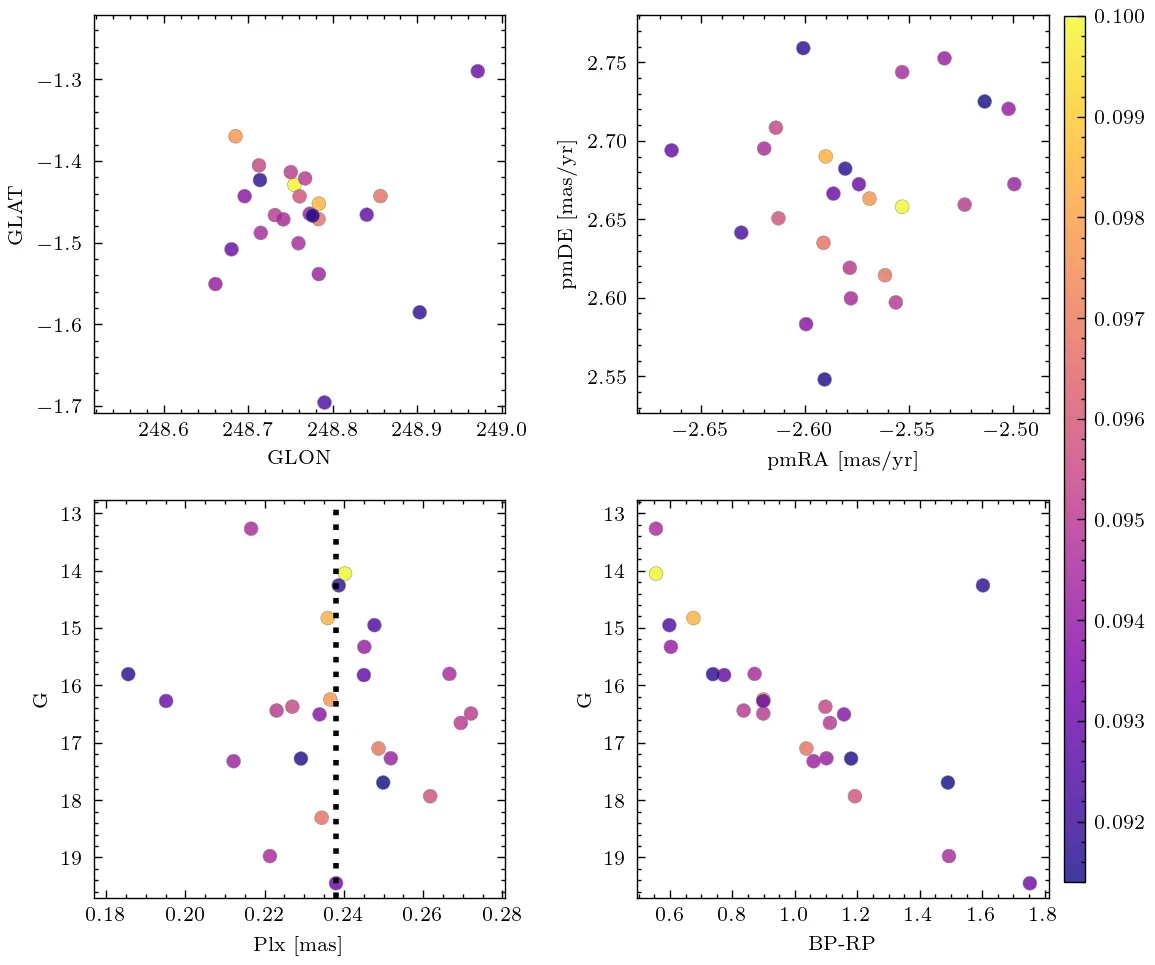 −1.3
−1.4
−1.5
−1.6
−1.7
GLAT
248.6 248.7 248.8 248.9 249.0
GLON
2.75
2.70
2.65
2.60
2.55
pmDE [mas/yr]
−2.65 −2.60 −2.55 −2.50
pmRA [mas/yr]
13
14
15
16
17
18
19
G
0.18 0.20 0.22 0.24 0.26 0.28
Plx [mas]
13
14
15
16
17
18
19
G
0.6 0.8 1.0 1.2 1.4 1.6 1.8
BP-RP
0.100
0.099
0.098
0.097
0.096
0.095
0.094
0.093
0.092